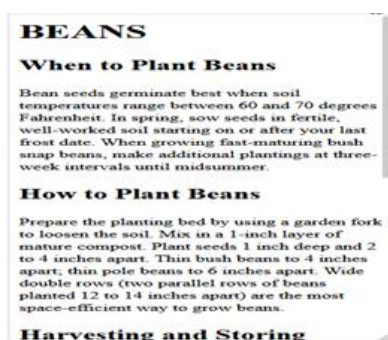 BEANS
When to Plant Beans
Bean seeds germinate best when soil
temperatures range between 60 and 70 degrees
Fahrenheit. In spring, sow seeds in fertile,
well-worked soil starting on or after your last
frost date. When growing fast-maturing bush
snap beans, make additional plantings at three-
week intervals until midsummer.
How to Plant Beans
Prepare the planting bed by using a garden fork
to loosen the soil. Mix in a 1-inch layer of
mature compost. Plant seeds 1 inch deep and 2
to 4 inches apart. Thin bush beans to 4 inches
apart; thin pole beans to 6 inches apart. Wide
double rows (two parallel rows of beans
planted 12 to 14 inches apart) are the most
space-efficient way to grow beans.
Harvesting and Storing